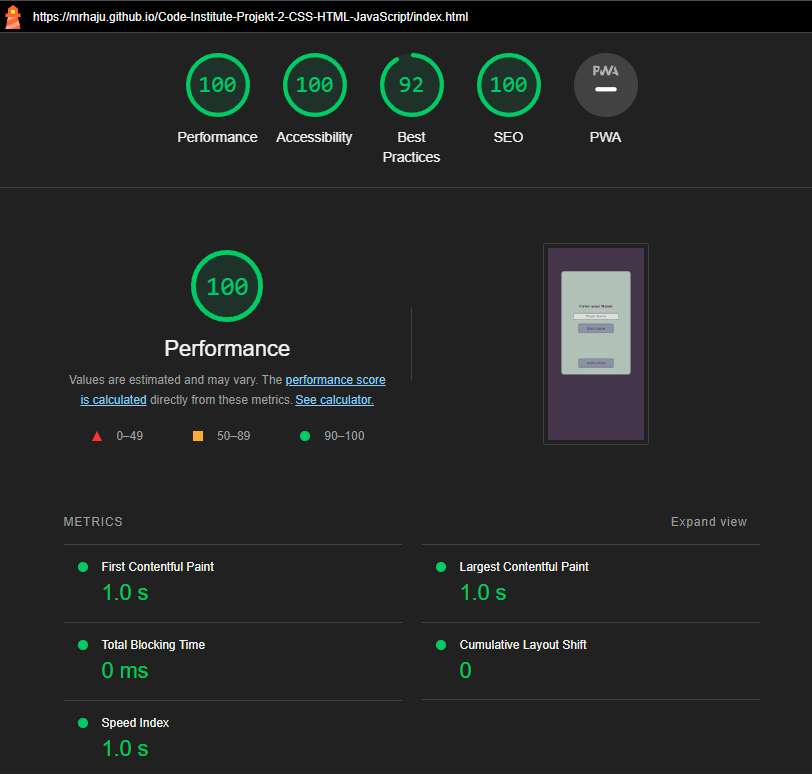 https://mrhaju.github.io/Code-Institute-Projekt-2-CSS-HTML-JavaScript/index.html
100
100
92
100
PWA
Performance
Accessibility
Best
Practices
SEO
PWA
100
Performance
Values are estimated and may vary. The performance score
is calculated directly from these metrics. See calculator.
0–49
50–89
90–100
Enter your Name
Player Name
Start Game
METRICS
Expand view
First Contentful Paint
1.0 s
Largest Contentful Paint
1.0 s
Total Blocking Time
0 ms
Cumulative Layout Shift
0
Speed Index
1.0 s